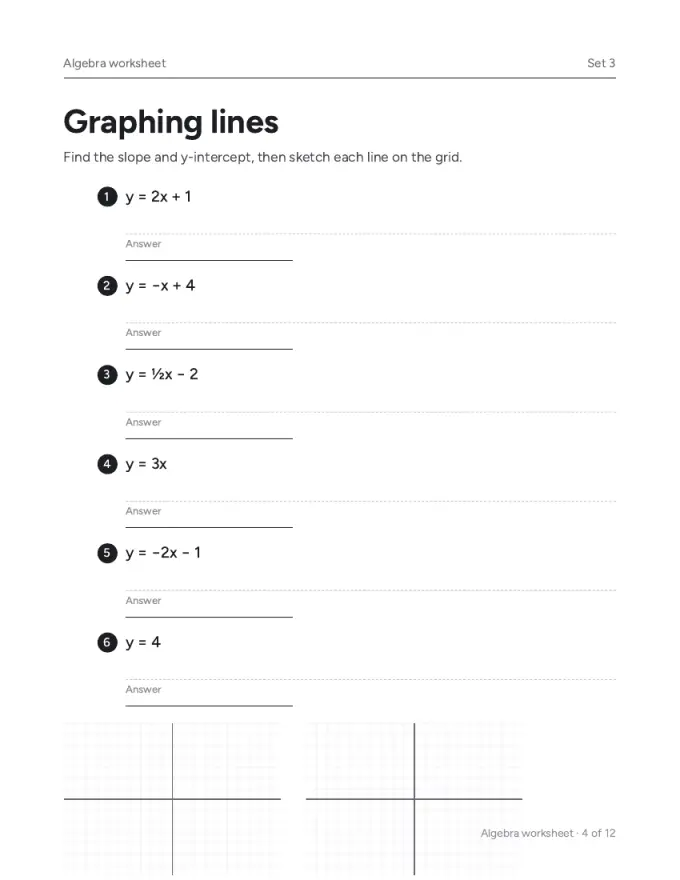 Algebra worksheet Set 3
Graphing lines
Find the slope and y-intercept, then sketch each line on the grid.
1 y = 2x + 1
Answer
2 y = −x + 4
Answer
3 y = ½x − 2
Answer
4 y = 3x
Answer
5 y = −2x − 1
Answer
6 y = 4
Answer
Algebra worksheet · 4 of 12